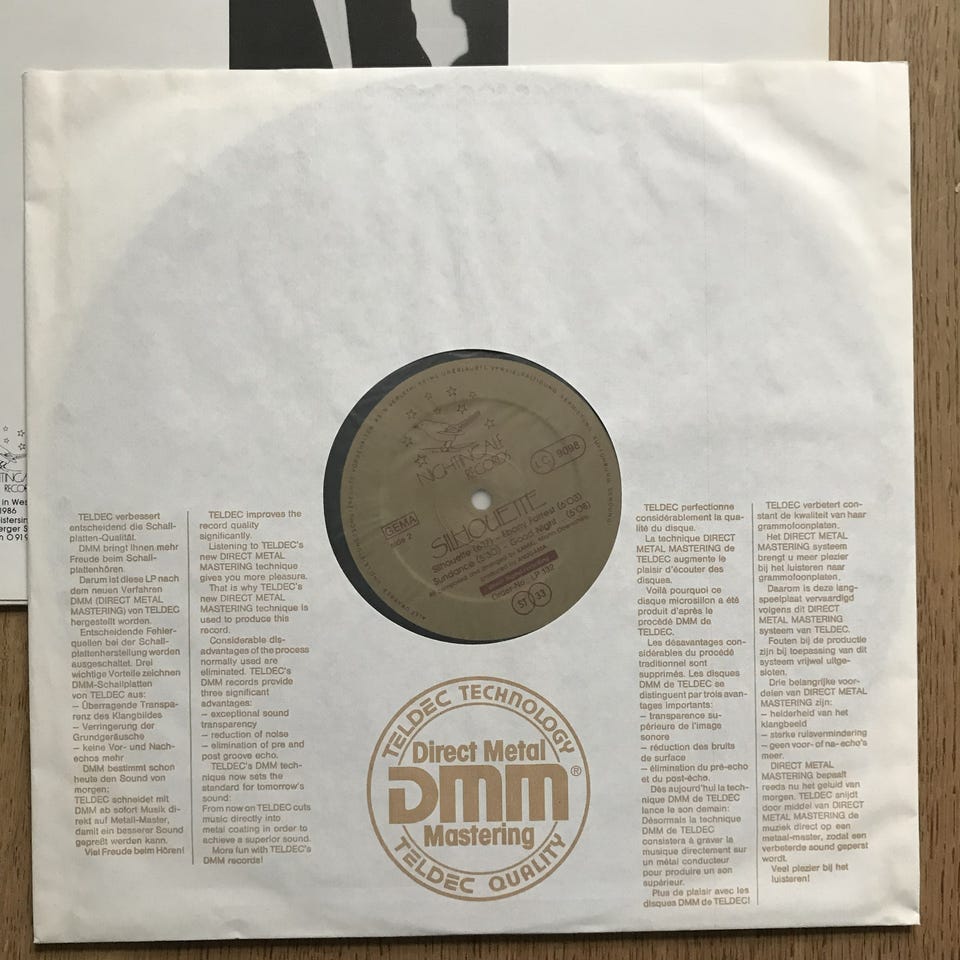 in Wes
1986
NIGHTINGALE
RECORDS
LC 9098
GEMA
Side 2
SILHOUETTE
Silhouette (6:17) – Ebony Forrest (6:03)
Sundance (5:30) – Good Night (6:08)
Order-No. LP 132
ST 33
TELDEC verbessert
entscheidend die Schall-
platten-Qualität.
DMM bringt Ihnen mehr
Freude beim Schall-
plattenhören.
Darum ist diese LP nach
dem neuen Verfahren
DMM (DIRECT METAL
MASTERING) von TELDEC
hergestellt worden.
Entscheidende Fehler-
quellen bei der Schall-
plattenherstellung werden
ausgeschaltet. Drei
wichtige Vorteile zeichnen
DMM-Schallplatten
von TELDEC aus:
– Überragende Transpa-
renz des Klangbildes
– Verringerung der
Grundgeräusche
– keine Vor- und Nach-
echos mehr
DMM bestimmt schon
heute den Sound von
morgen:
TELDEC schneidet mit
DMM ab sofort Musik di-
rekt auf Metall-Master,
damit ein besserer Sound
gepreßt werden kann.
Viel Freude beim Hören!
TELDEC improves the
record quality
significantly.
Listening to TELDEC's
new DIRECT METAL
MASTERING technique
gives you more pleasure.
That is why TELDEC's
new DIRECT METAL
MASTERING technique is
used to produce this
record.
Considerable dis-
advantages of the process
normally used are
eliminated. TELDEC's
DMM records provide
three significant
advantages:
– exceptional sound
transparency
– reduction of noise
– elimination of pre and
post groove echo.
TELDEC's DMM tech-
nique now sets the
standard for tomorrow's
sound:
From now on TELDEC cuts
music directly into
metal coating in order to
achieve a superior sound.
More fun with TELDEC's
DMM records!
TELDEC TECHNOLOGY
Direct Metal
DMM®
Mastering
TELDEC QUALITY
TELDEC perfectionne
considérablement la qua-
lité du disque.
La technique DIRECT
METAL MASTERING de
TELDEC augmente le
plaisir d'écouter des
disques.
Voilà pourquoi ce
disque microsillon a été
produit d'après le
procédé DMM de
TELDEC.
Les désavantages con-
sidérables du procédé
traditionnel sont
supprimés. Les disques
DMM de TELDEC se
distinguent par trois avan-
tages importants:
– transparence su-
périeure de l'image
sonore
– réduction des bruits
de surface
– élimination du pré-écho
et du post-écho.
Dès aujourd'hui la tech-
nique DMM de TELDEC
lance le son demain:
Désormais la technique
DMM de TELDEC
consistera à graver la
musique directement sur
un métal conducteur
pour produire un son
supérieur.
Plus de plaisir avec les
disques DMM de TELDEC!
TELDEC verbetert con-
stant de kwaliteit van haar
grammofoonplaten.
Het DIRECT METAL
MASTERING systeem
brengt u meer plezier
bij het luisteren naar
grammofoonplaten.
Daarom is deze lang-
speelplaat vervaardigd
volgens dit DIRECT
METAL MASTERING
systeem van TELDEC.
Fouten bij de productie
zijn bij toepassing van dit
systeem vrijwel uitge-
sloten.
Drie belangrijke voor-
delen van DIRECT METAL
MASTERING zijn:
– helderheid van het
klangbeeld
– sterke ruisvermindering
– geen voor- of na-echo's
meer.
DIRECT METAL
MASTERING bepaalt
reeds nu het geluid van
morgen. TELDEC snijdt
door middel van DIRECT
METAL MASTERING de
muziek direct op een
metaal-master, zodat een
verbeterde sound geperst
wordt.
Veel plezier bij het
luisteren!